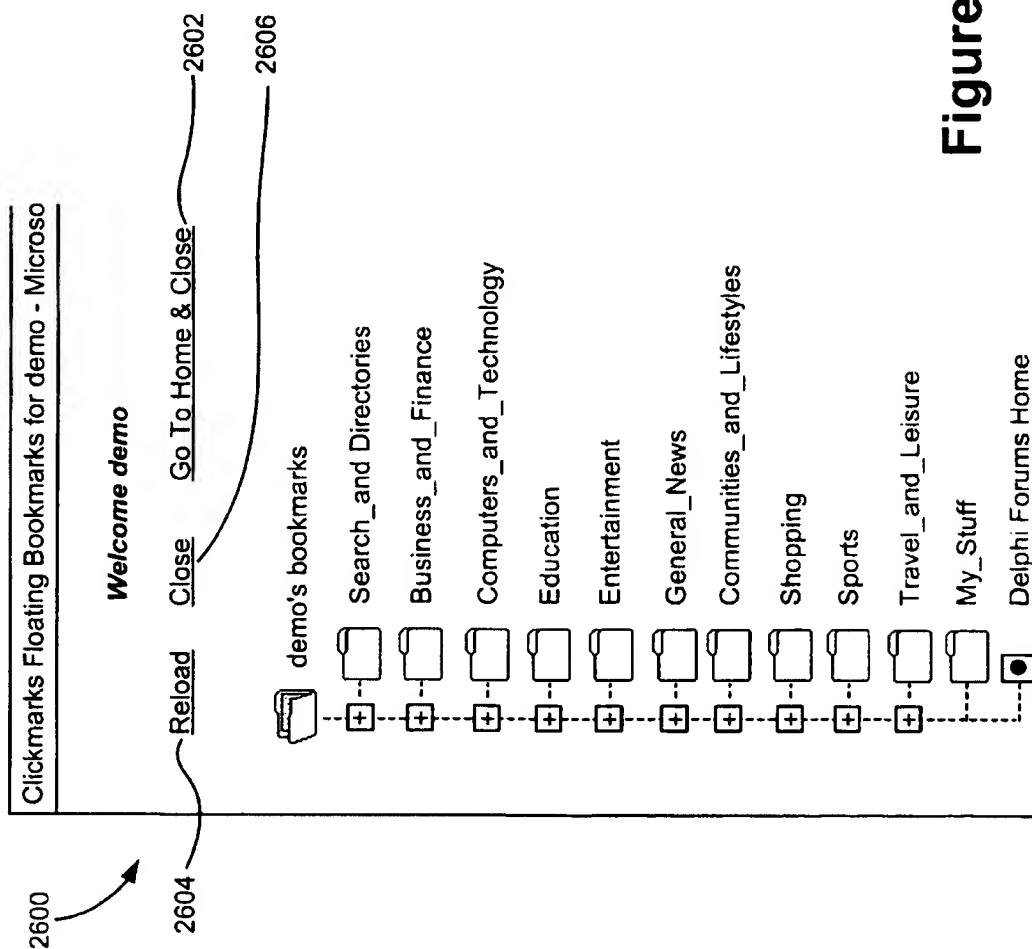 2600
Clickmarks Floating Bookmarks for demo - Microso
Welcome demo
2604
Reload Close Go To Home & Close
2602
2606
demo's bookmarks
Search_and Directories
Business_and_Finance
Computers_and_Technology
Education
Entertainment
General_News
Communities_and_Lifestyles
Shopping
Sports
Travel_and_Leisure
My_Stuff
Delphi Forums Home
Figure